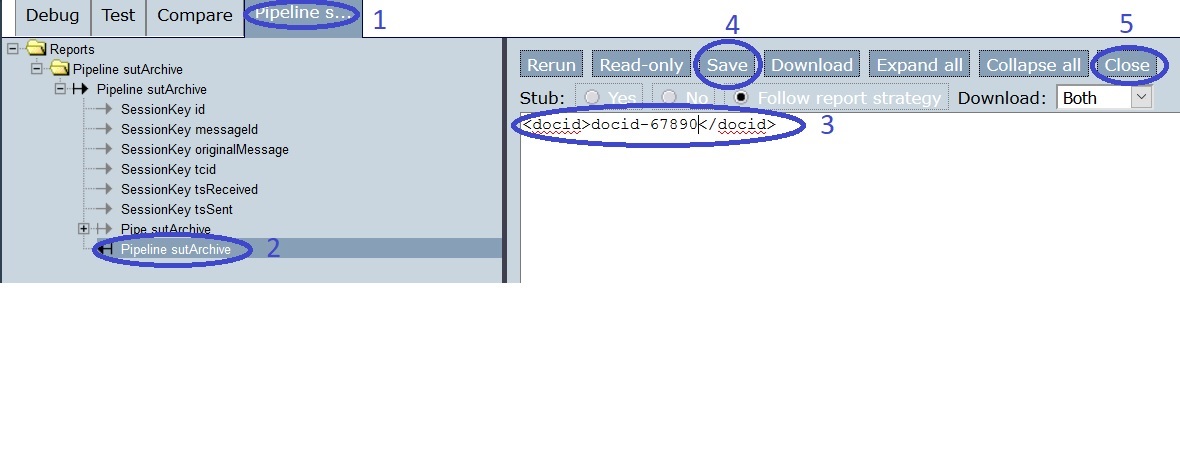 Debug Test Compare Pipeline s... 1
Reports
Pipeline sutArchive
Pipeline sutArchive
SessionKey id
SessionKey messageId
SessionKey originalMessage
SessionKey tcid
SessionKey tsReceived
SessionKey tsSent
Pipe sutArchive
Pipeline sutArchive 2
4 5
Rerun Read-only Save Download Expand all Collapse all Close
Stub: Yes No Follow report strategy Download: Both
<docid>docid-67890</docid> 3